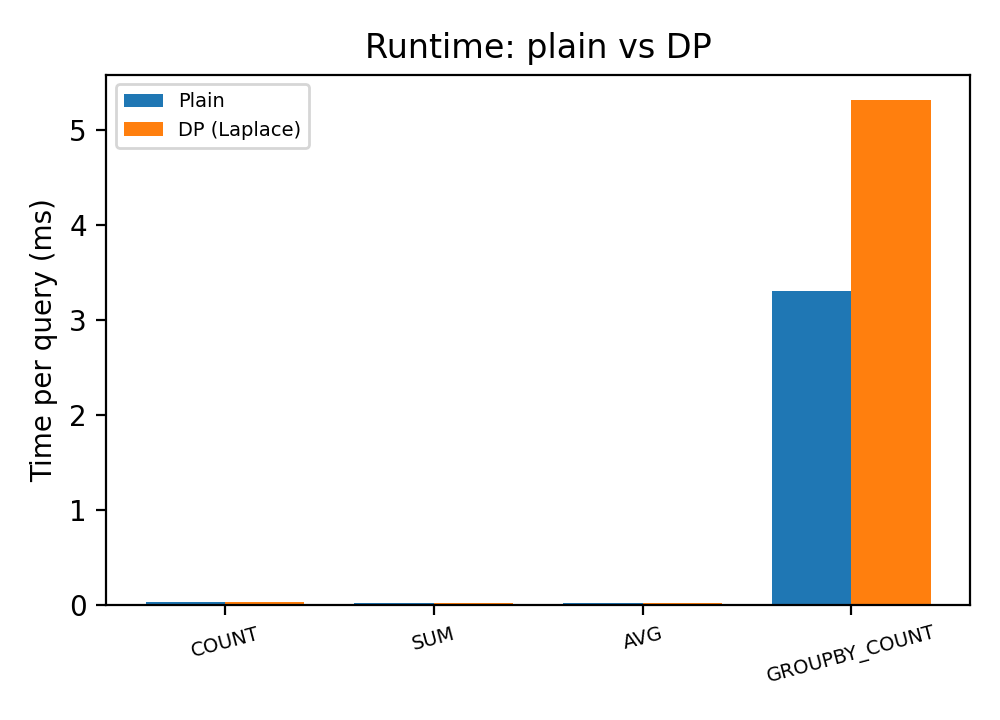 Runtime: plain vs DP
Plain
DP (Laplace)
Time per query (ms)
5
4
3
2
1
0
COUNT
SUM
AVG
GROUPBY_COUNT